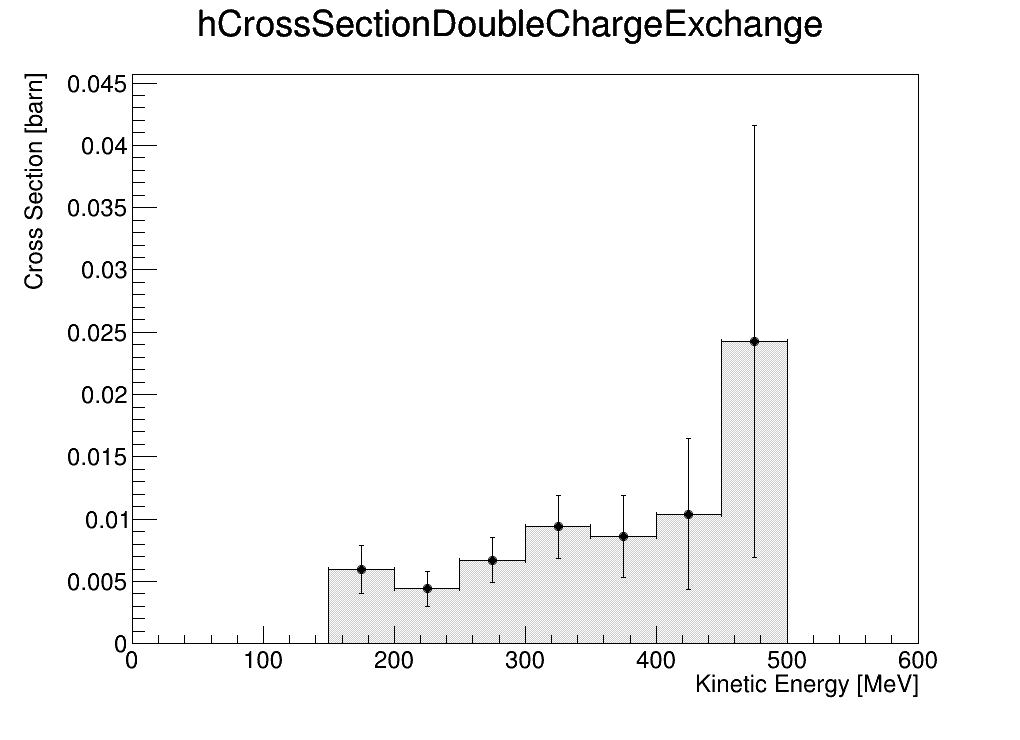 hCrossSectionDoubleChargeExchange
Cross Section [barn]
0.045
0.04
0.035
0.03
0.025
0.02
0.015
0.01
0.005
0
0 100 200 300 400 500 600
Kinetic Energy [MeV]